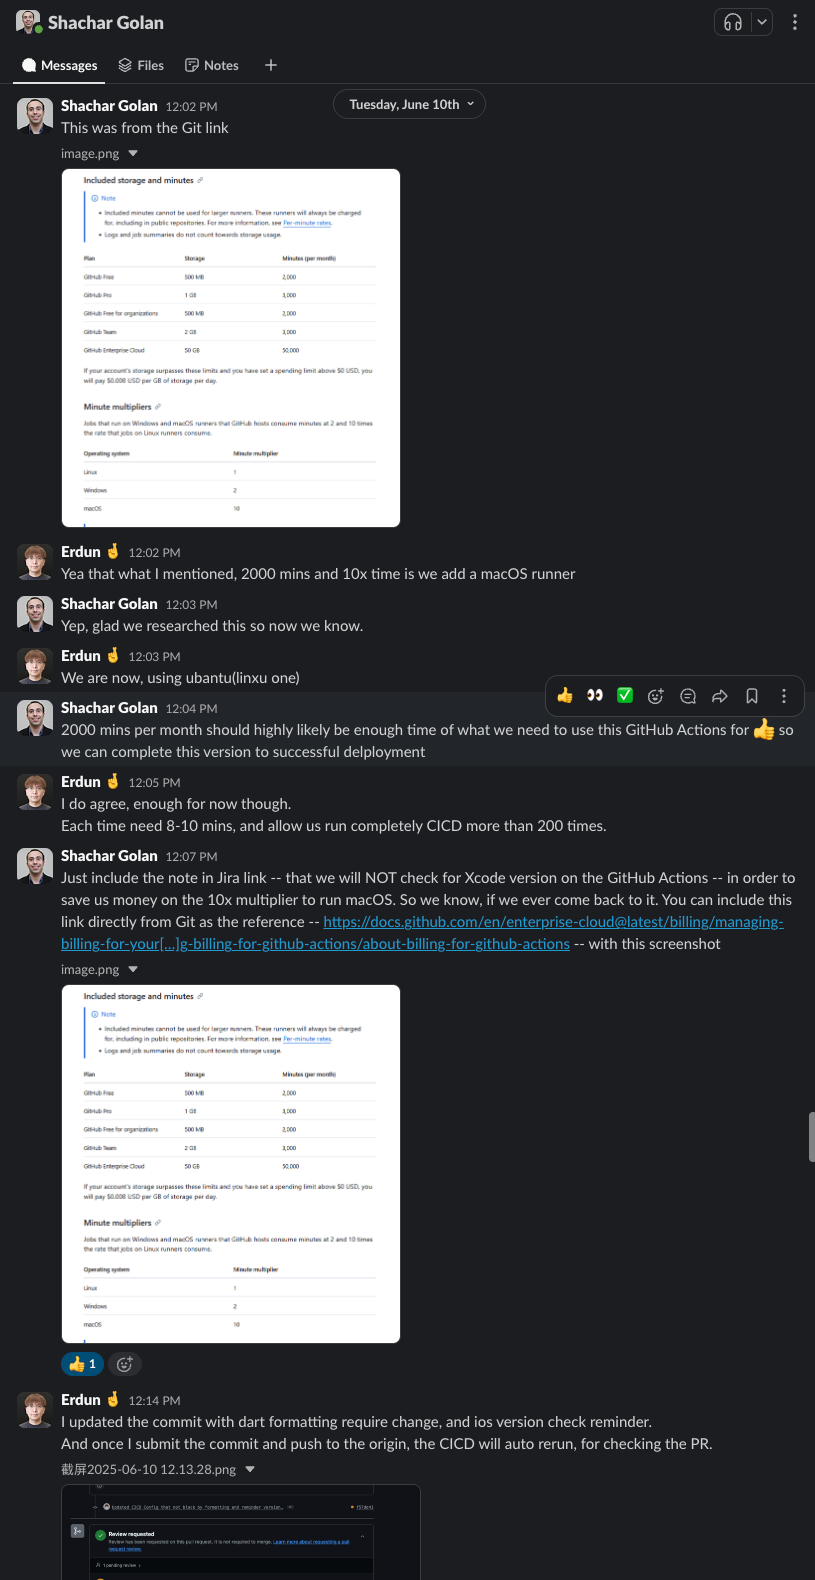 Shachar Golan
Messages
Files
Notes
Tuesday, June 10th
Shachar Golan 12:02 PM
This was from the Git link
image.png
Included storage and minutes
Note
Included minutes cannot be used for larger runners. These runners will always be charged
for, including in public repositories. For more information, see Per-minute rates.
Logs and job summaries do not count towards storage usage.
Plan Storage Minutes (per month)
GitHub Free 500 MB 2,000
GitHub Pro 1 GB 3,000
GitHub Free for organizations 500 MB 2,000
GitHub Team 2 GB 3,000
GitHub Enterprise Cloud 50 GB 50,000
If your account's storage surpasses these limits and you have set a spending limit above $0 USD, you
will pay $0.008 USD per GB of storage per day.
Minute multipliers
Jobs that run on Windows and macOS runners that GitHub hosts consume minutes at 2 and 10 times
the rate that jobs on Linux runners consume.
Operating system Minute multiplier
Linux 1
Windows 2
macOS 10
Erdun 🤞 12:02 PM
Yea that what I mentioned, 2000 mins and 10x time is we add a macOS runner
Shachar Golan 12:03 PM
Yep, glad we researched this so now we know.
Erdun 🤞 12:03 PM
We are now, using ubantu(linxu one)
Shachar Golan 12:04 PM
2000 mins per month should highly likely be enough time of what we need to use this GitHub Actions for 👍 so
we can complete this version to successful delployment
Erdun 🤞 12:05 PM
I do agree, enough for now though.
Each time need 8-10 mins, and allow us run completely CICD more than 200 times.
Shachar Golan 12:07 PM
Just include the note in Jira link -- that we will NOT check for Xcode version on the GitHub Actions -- in order to
save us money on the 10x multiplier to run macOS. So we know, if we ever come back to it. You can include this
link directly from Git as the reference -- https://docs.github.com/en/enterprise-cloud@latest/billing/managing-
billing-for-your[...]g-billing-for-github-actions/about-billing-for-github-actions -- with this screenshot
image.png
Included storage and minutes
Note
Included minutes cannot be used for larger runners. These runners will always be charged
for, including in public repositories. For more information, see Per-minute rates.
Logs and job summaries do not count towards storage usage.
Plan Storage Minutes (per month)
GitHub Free 500 MB 2,000
GitHub Pro 1 GB 3,000
GitHub Free for organizations 500 MB 2,000
GitHub Team 2 GB 3,000
GitHub Enterprise Cloud 50 GB 50,000
If your account's storage surpasses these limits and you have set a spending limit above $0 USD, you
will pay $0.008 USD per GB of storage per day.
Minute multipliers
Jobs that run on Windows and macOS runners that GitHub hosts consume minutes at 2 and 10 times
the rate that jobs on Linux runners consume.
Operating system Minute multiplier
Linux 1
Windows 2
macOS 10
👍 1
Erdun 🤞 12:14 PM
I updated the commit with dart formatting require change, and ios version check reminder.
And once I submit the commit and push to the origin, the CICD will auto rerun, for checking the PR.
截屏2025-06-10 12.13.28.png
Updated CICD Config that not block by formatting and reminder version…
Review requested
Review has been requested on this pull request. It is not required to merge. Learn more about requesting a pull
request review.
1 pending review